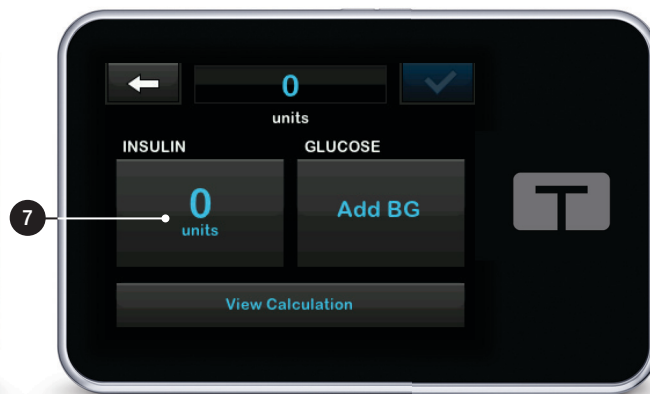 0
units
INSULIN GLUCOSE
7
0
units
Add BG
View Calculation
T